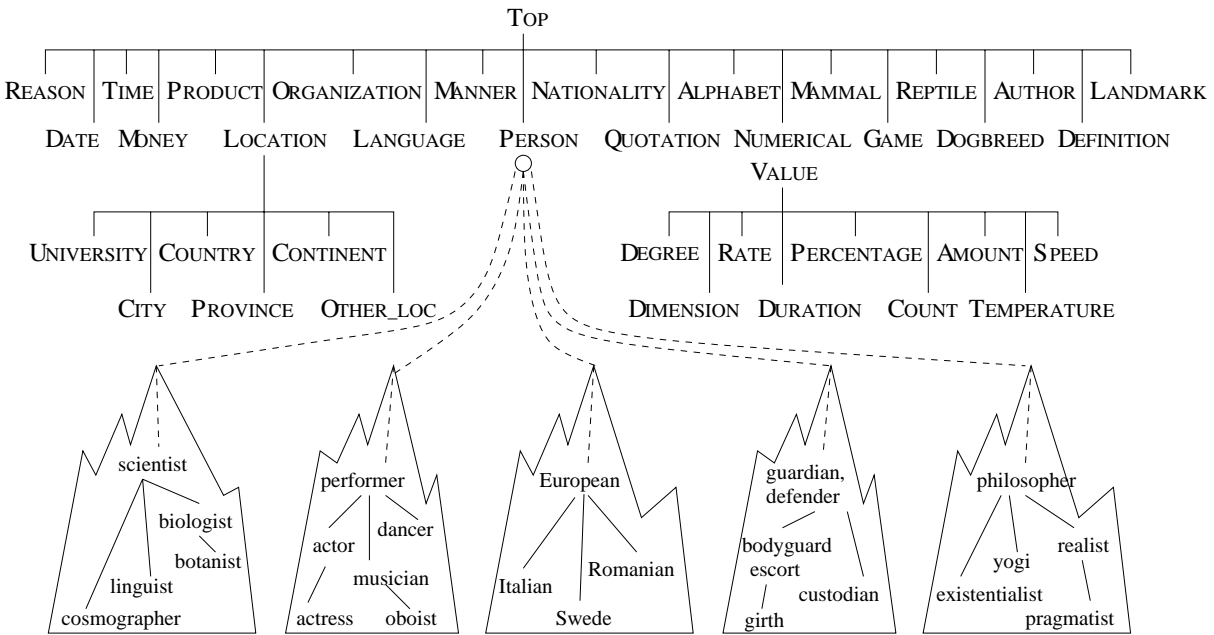 TOP
REASON TIME PRODUCT ORGANIZATION MANNER NATIONALITY ALPHABET MAMMAL REPTILE AUTHOR LANDMARK
DATE MONEY LOCATION LANGUAGE PERSON QUOTATION NUMERICAL GAME DOGBREED DEFINITION
VALUE
UNIVERSITY COUNTRY CONTINENT DEGREE RATE PERCENTAGE AMOUNT SPEED
CITY PROVINCE OTHER_LOC DIMENSION DURATION COUNT TEMPERATURE
scientist
biologist
botanist
linguist
cosmographer
performer
dancer
actor
musician
actress oboist
European
Romanian
Italian
Swede
guardian,
defender
bodyguard
escort
custodian
girth
philosopher
realist
yogi
existentialist
pragmatist